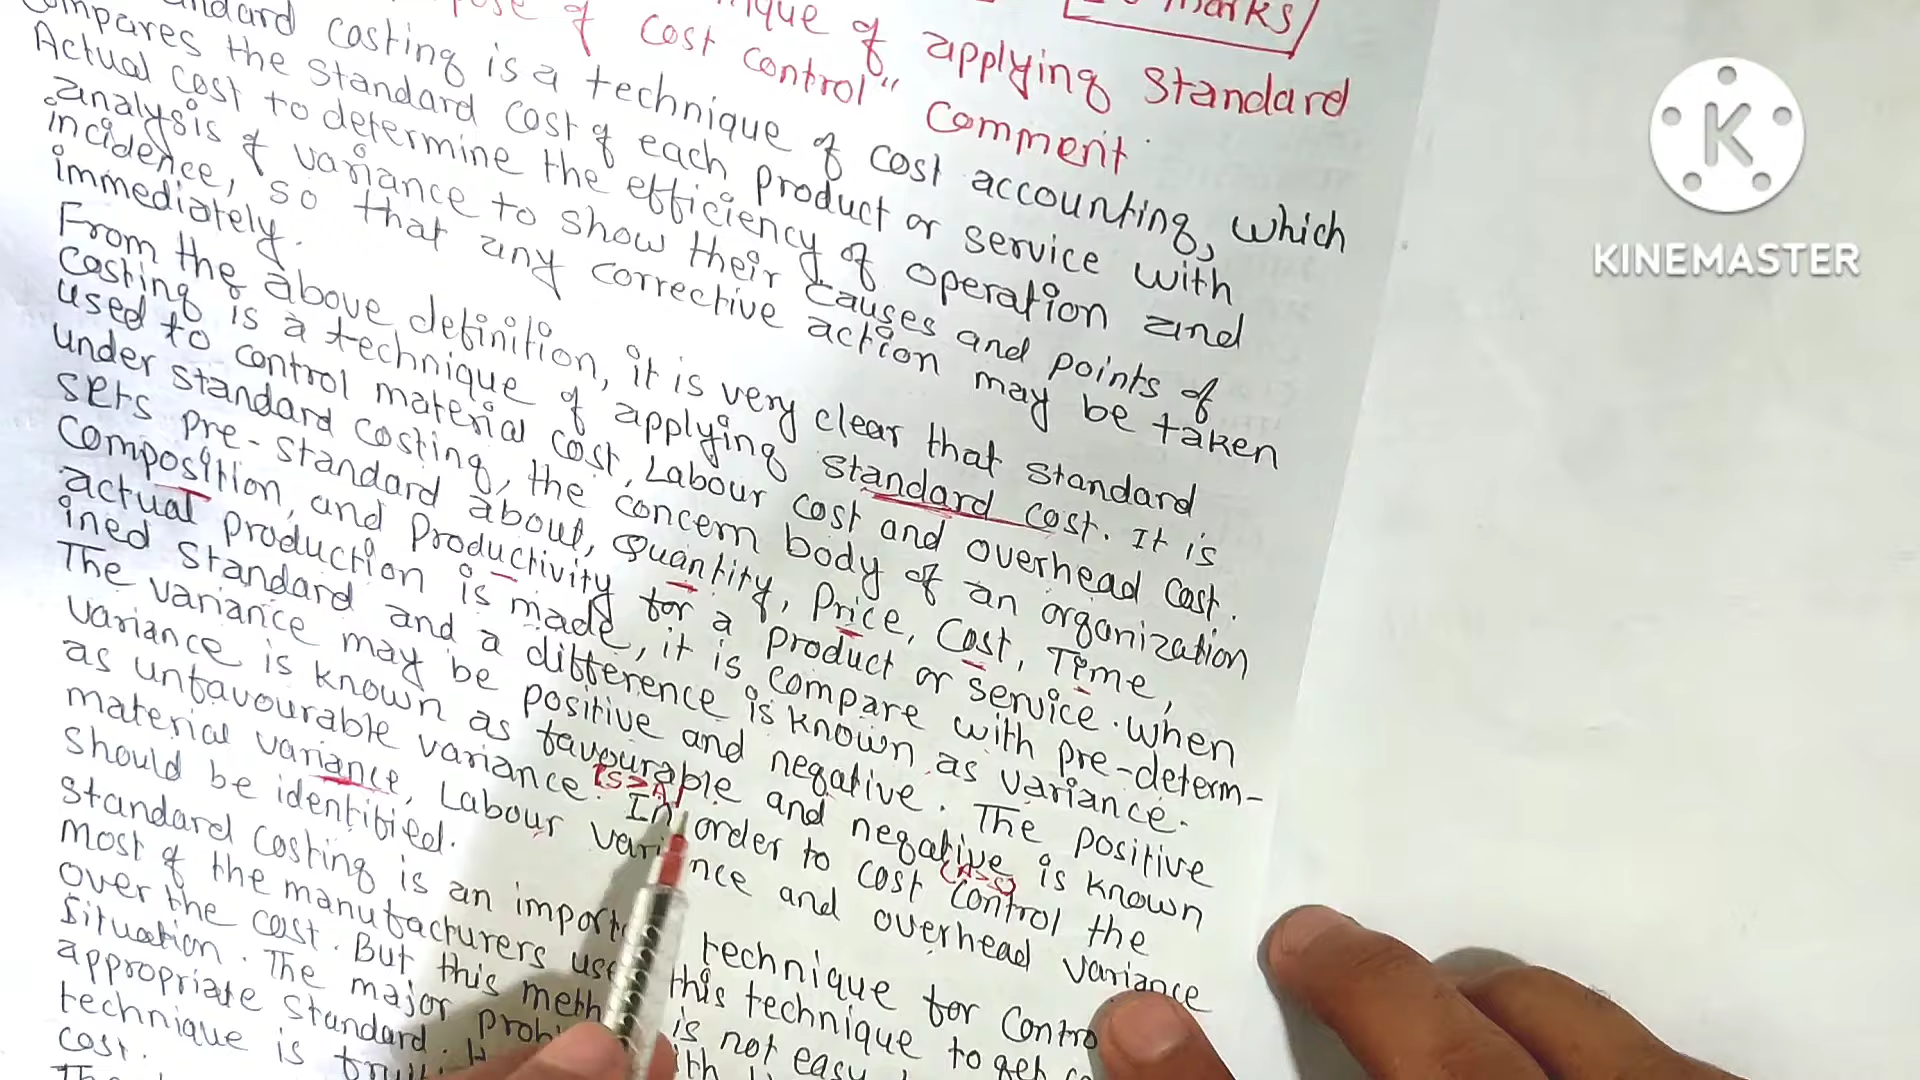 marks
nique of applying Standard
pose of cost control" Comment.
andard Costing is a technique of cost accounting, which
ompares the Standard Cost of each product or service with
Actual Cost to determine the efficiency of operation and
analysis of variance to show their causes and points of
incidence, so that any corrective action may be taken
immediately.
From the above definition, it is very clear that standard
Costing is a technique of applying standard cost. It is
used to control material cost, Labour cost and overhead cost.
Under standard costing, the concern body of an organization
sets pre-standard about, Quantity, Price, Cost, Time,
Composition, and Productivity for a product or service. When
actual production is made, it is compare with pre-determ-
ined standard and a difference is known as variance.
The variance may be positive and negative. The positive
variance is known as favourable and negative is known
(S>A) (A>S)
as unfavourable variance. In order to cost control the
material variance, Labour variance and overhead variance
should be identified.
Standard costing is an import technique for contro
most of the manufacturers use this technique to get
over the cost. But this meth is not easy
Situation. The major prob
appropriate standard.
technique is
cost.
KINEMASTER